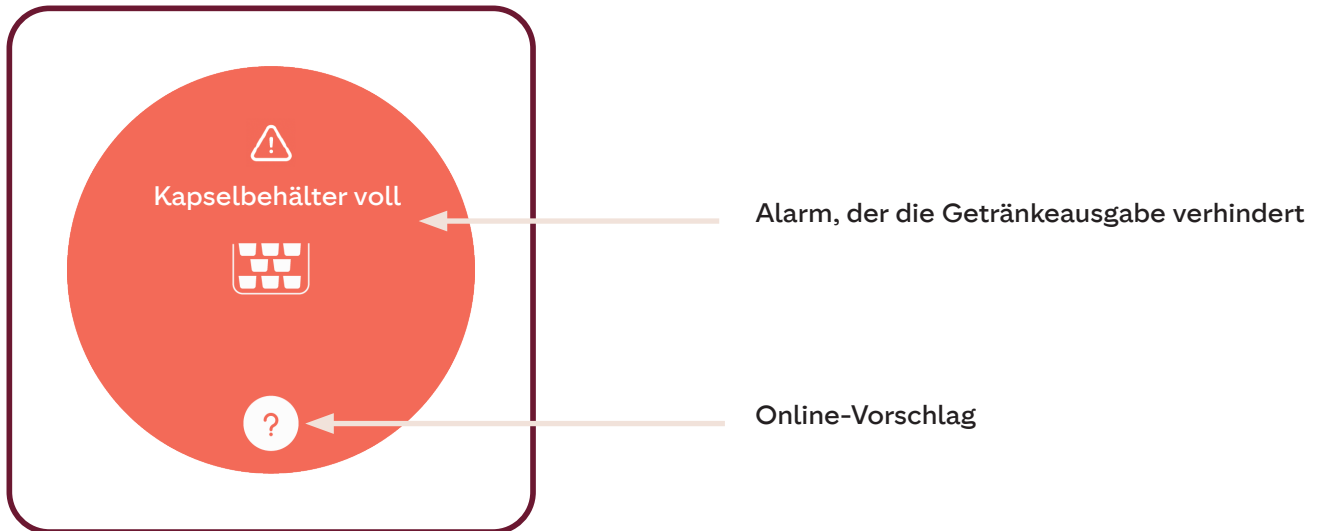 Kapselbehälter voll
Alarm, der die Getränkeausgabe verhindert
?
Online-Vorschlag